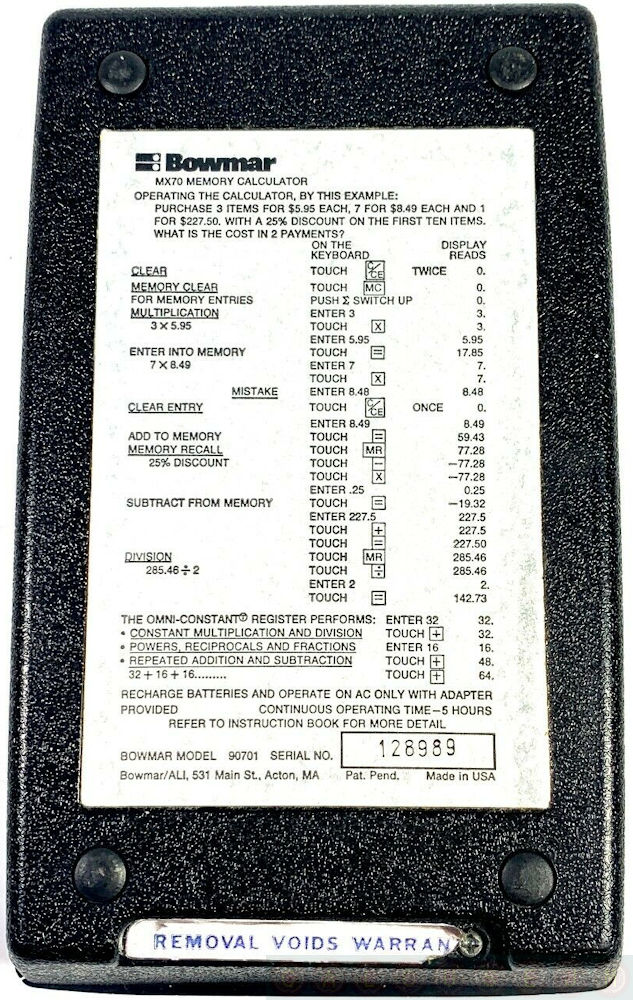 Bowmar
MX70 MEMORY CALCULATOR
OPERATING THE CALCULATOR, BY THIS EXAMPLE:
PURCHASE 3 ITEMS FOR $5.95 EACH, 7 FOR $8.49 EACH AND 1
FOR $227.50. WITH A 25% DISCOUNT ON THE FIRST TEN ITEMS.
WHAT IS THE COST IN 2 PAYMENTS?
ON THE DISPLAY
KEYBOARD READS
CLEAR TOUCH C/CE TWICE 0.
MEMORY CLEAR TOUCH MC 0.
FOR MEMORY ENTRIES PUSH Σ SWITCH UP 0.
MULTIPLICATION ENTER 3 3.
3 × 5.95 TOUCH X 3.
ENTER 5.95 5.95
ENTER INTO MEMORY TOUCH = 17.85
7 × 8.49 ENTER 7 7.
TOUCH X 7.
MISTAKE ENTER 8.48 8.48
CLEAR ENTRY TOUCH C/CE ONCE 0.
ENTER 8.49 8.49
ADD TO MEMORY TOUCH = 59.43
MEMORY RECALL TOUCH MR 77.28
25% DISCOUNT TOUCH − −77.28
TOUCH X −77.28
ENTER .25 0.25
SUBTRACT FROM MEMORY TOUCH = −19.32
ENTER 227.5 227.5
TOUCH + 227.5
TOUCH = 227.50
DIVISION TOUCH MR 285.46
285.46 ÷ 2 TOUCH ÷ 285.46
ENTER 2 2.
TOUCH = 142.73
THE OMNI-CONSTANT REGISTER PERFORMS: ENTER 32 32.
• CONSTANT MULTIPLICATION AND DIVISION TOUCH + 32.
• POWERS, RECIPROCALS AND FRACTIONS ENTER 16 16.
• REPEATED ADDITION AND SUBTRACTION TOUCH + 48.
32 + 16 + 16......... TOUCH + 64.
RECHARGE BATTERIES AND OPERATE ON AC ONLY WITH ADAPTER
PROVIDED CONTINUOUS OPERATING TIME–5 HOURS
REFER TO INSTRUCTION BOOK FOR MORE DETAIL
BOWMAR MODEL 90701 SERIAL NO. 128989
Bowmar/ALI, 531 Main St., Acton, MA Pat. Pend. Made in USA
REMOVAL VOIDS WARRAN